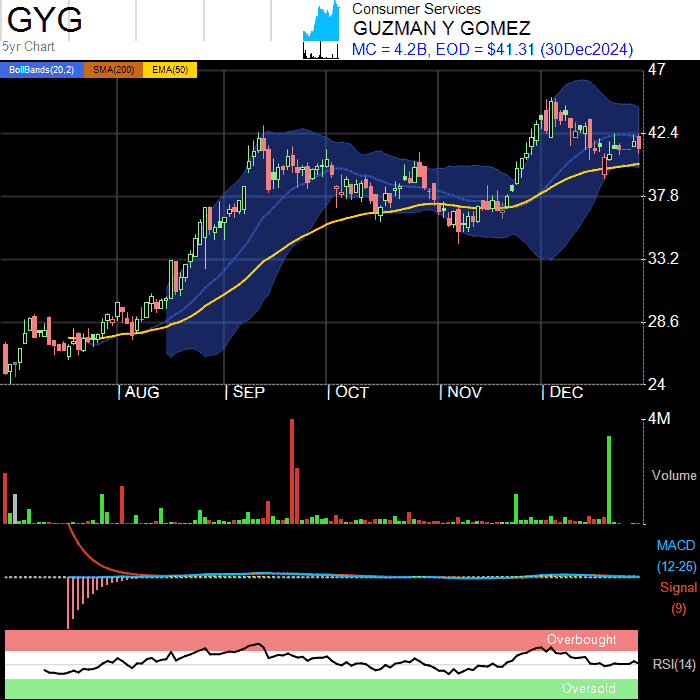 GYG
5yr Chart
Consumer Services
GUZMAN Y GOMEZ
MC = 4.2B, EOD = $41.31 (30Dec2024)
BollBands(20,2) SMA(200) EMA(50)
47
42.4
37.8
33.2
28.6
24
AUG SEP OCT NOV DEC
4M
Volume
MACD
(12-26)
Signal
(9)
Overbought
RSI(14)
Oversold